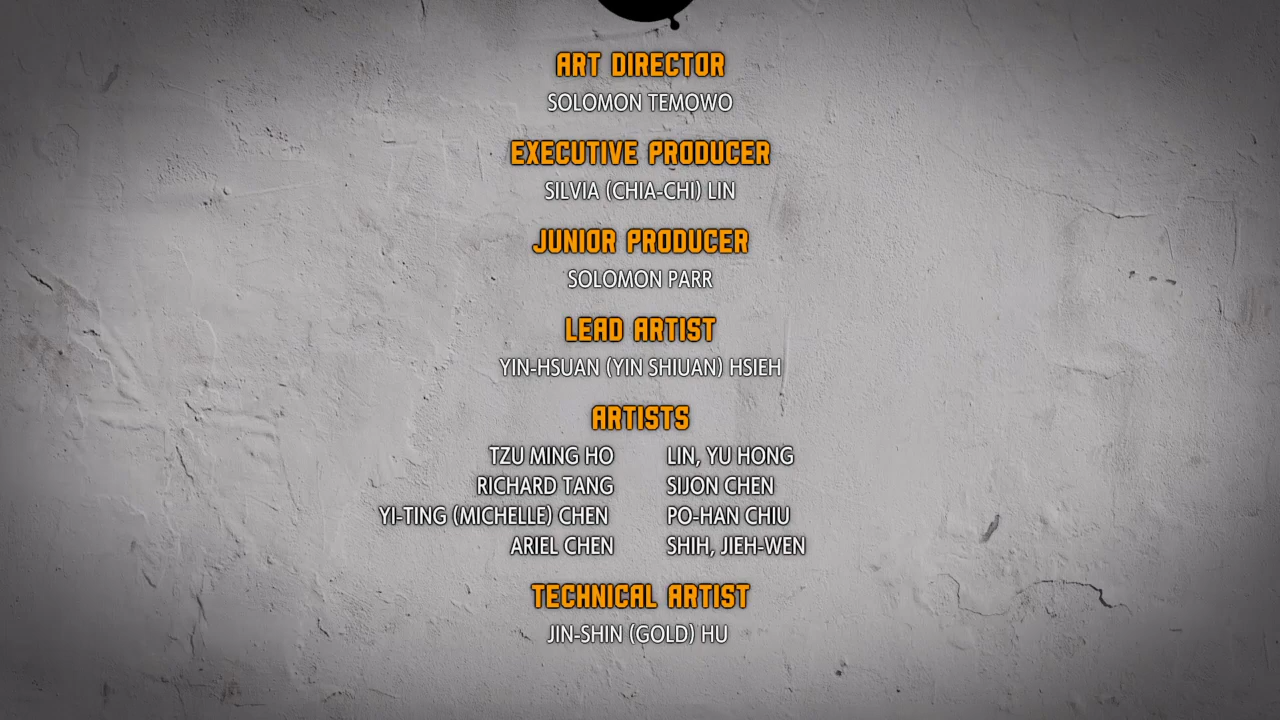 ART DIRECTOR
SOLOMON TEMOWO
EXECUTIVE PRODUCER
SILVIA (CHIA-CHI) LIN
JUNIOR PRODUCER
SOLOMON PARR
LEAD ARTIST
YIN-HSUAN (YIN SHIUAN) HSIEH
ARTISTS
TZU MING HO LIN, YU HONG
RICHARD TANG SIJON CHEN
YI-TING (MICHELLE) CHEN PO-HAN CHIU
ARIEL CHEN SHIH, JIEH-WEN
TECHNICAL ARTIST
JIN-SHIN (GOLD) HU